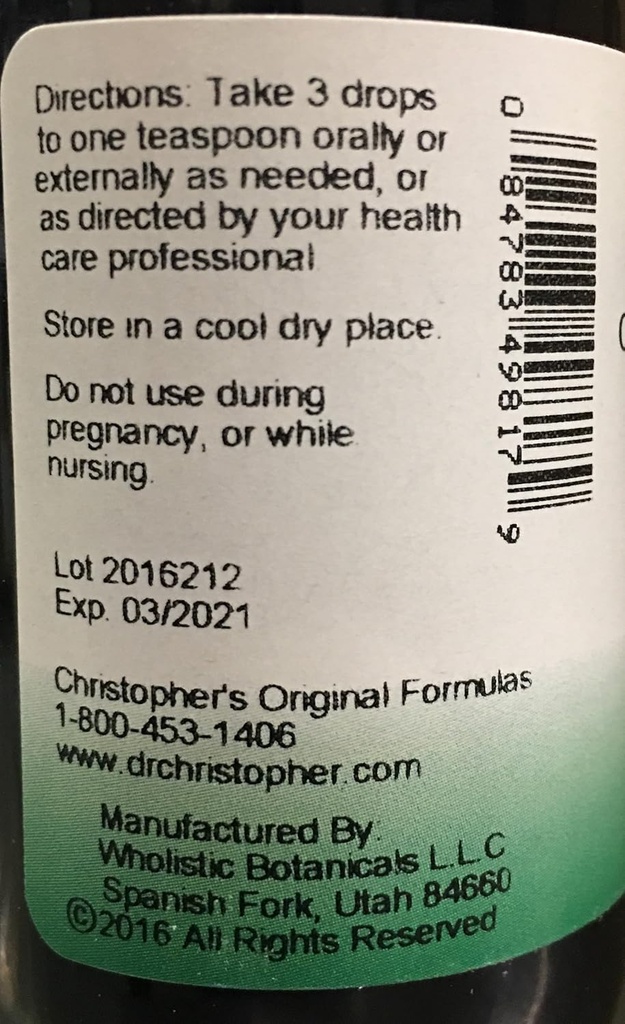 Directions: Take 3 drops
to one teaspoon orally or
externally as needed, or
as directed by your health
care professional
Store in a cool dry place.
Do not use during
pregnancy, or while
nursing.
Lot 2016212
Exp. 03/2021
Christopher's Original Formulas
1-800-453-1406
www.drchristopher.com
Manufactured By:
Wholistic Botanicals L.L.C
Spanish Fork, Utah 84660
©2016 All Rights Reserved
0 84783 49817 9